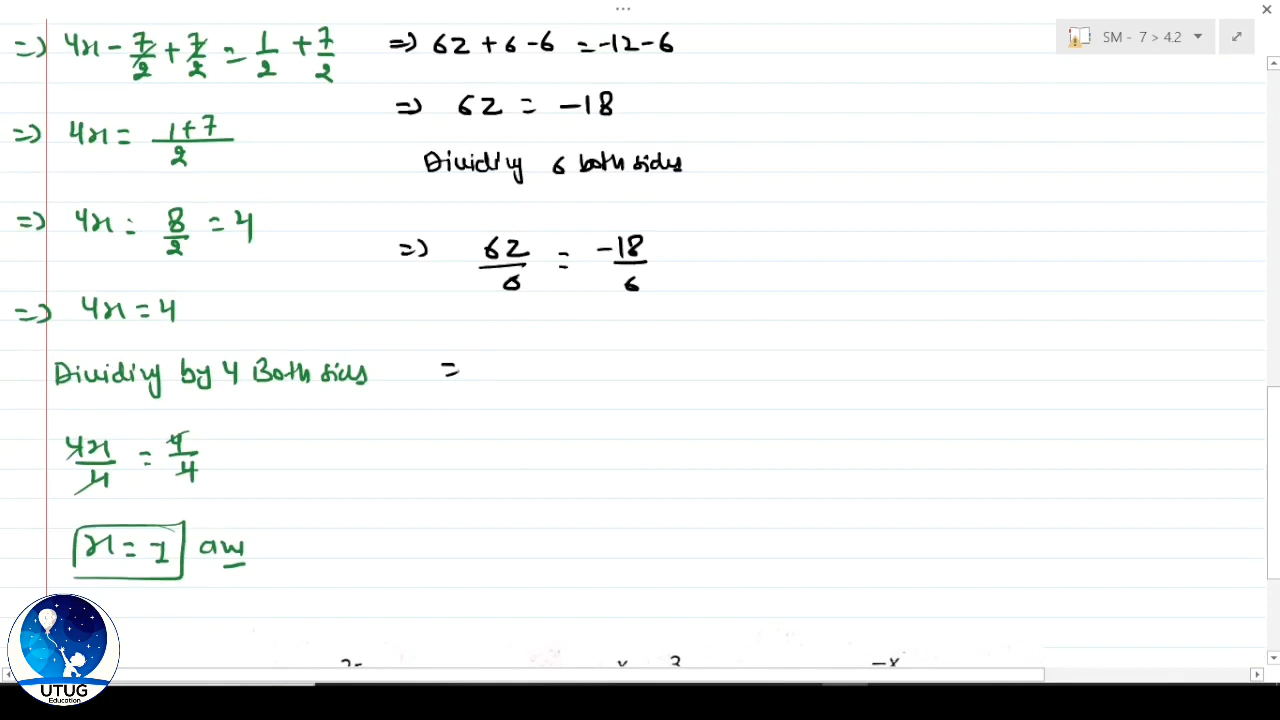 SM - 7 > 4.2
=) 4x - 7/2 + 7/2 = 1/2 + 7/2
=) 4x = 1+7/2
=) 4x = 8/2 = 4
=) 4x = 4
Dividing by 4 Both sides
4x/4 = 4/4
x = 1 ans
=) 6z + 6 - 6 = -12 - 6
=) 6z = -18
Dividing 6 both sides
=) 6z/6 = -18/6
=
UTUG
Education